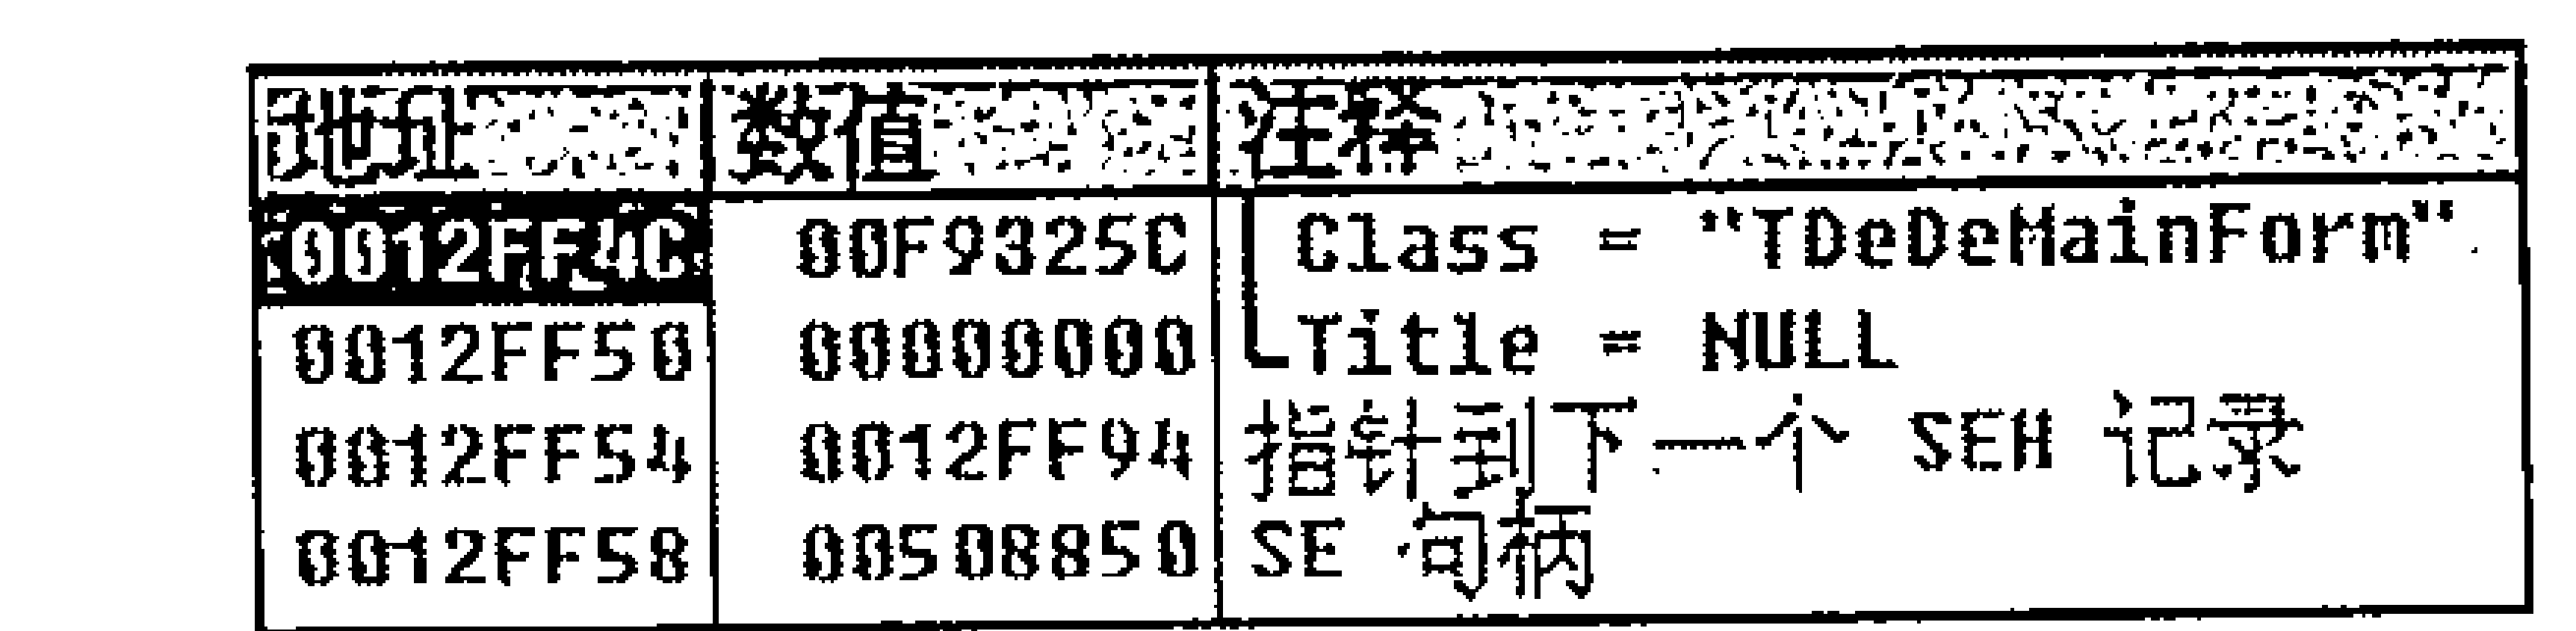 地址 数值 注释
0012FF4C 00F9325C Class = "TDeDeMainForm"
0012FF50 00000000 Title = NULL
0012FF54 0012FF94 指针到下一个 SEH 记录
0012FF58 00508850 SE 句柄